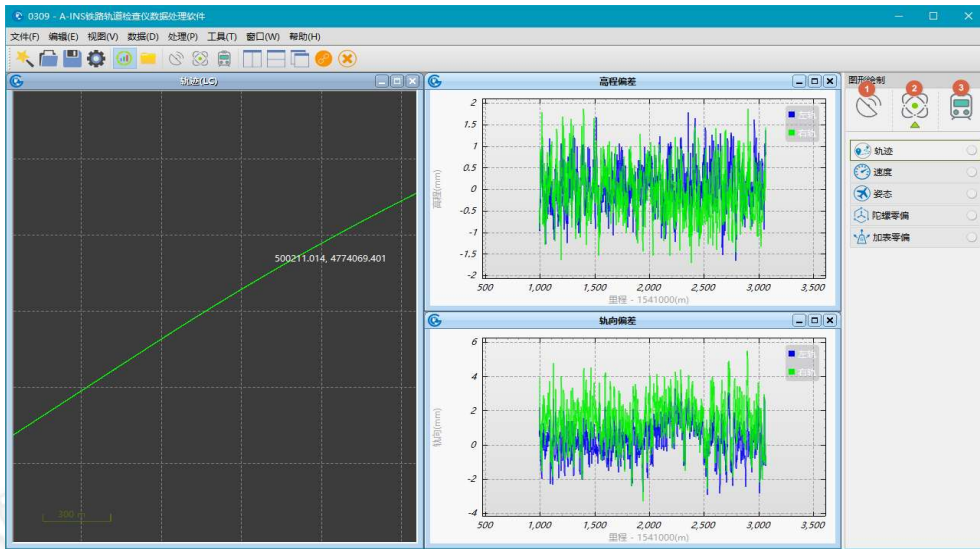 0309 - A-INS铁路轨道检查仪数据处理软件
文件(F) 编辑(E) 视图(V) 数据(D) 处理(P) 工具(T) 窗口(W) 帮助(H)
轨迹(LC)
500211.014, 4774069.401
300 m
高程偏差
高程(mm)
2
1.5
1
0.5
0
-0.5
-1
-1.5
-2
左轨
右轨
500 1,000 1,500 2,000 2,500 3,000 3,500
里程 - 1541000(m)
轨向偏差
轨向(mm)
6
4
2
0
-2
-4
左轨
右轨
500 1,000 1,500 2,000 2,500 3,000 3,500
里程 - 1541000(m)
图形绘制
1 2 3
轨迹
速度
姿态
陀螺零偏
加表零偏